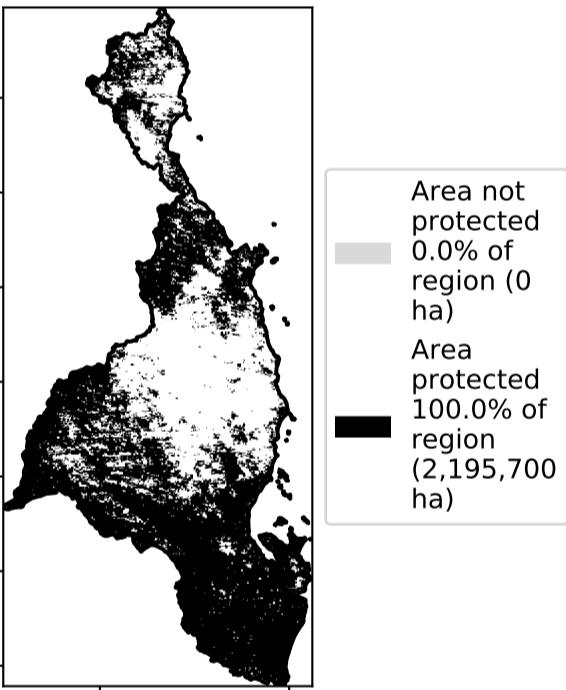 Area not
protected
0.0% of
region (0
ha)
Area
protected
100.0% of
region
(2,195,700
ha)